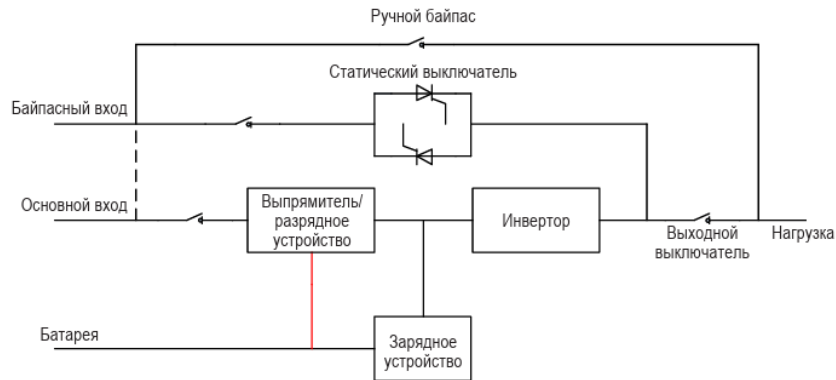 Ручной байпас
Статический выключатель
Байпасный вход
Основной вход
Выпрямитель/
разрядное
устройство
Инвертор
Выходной
выключатель
Нагрузка
Батарея
Зарядное
устройство